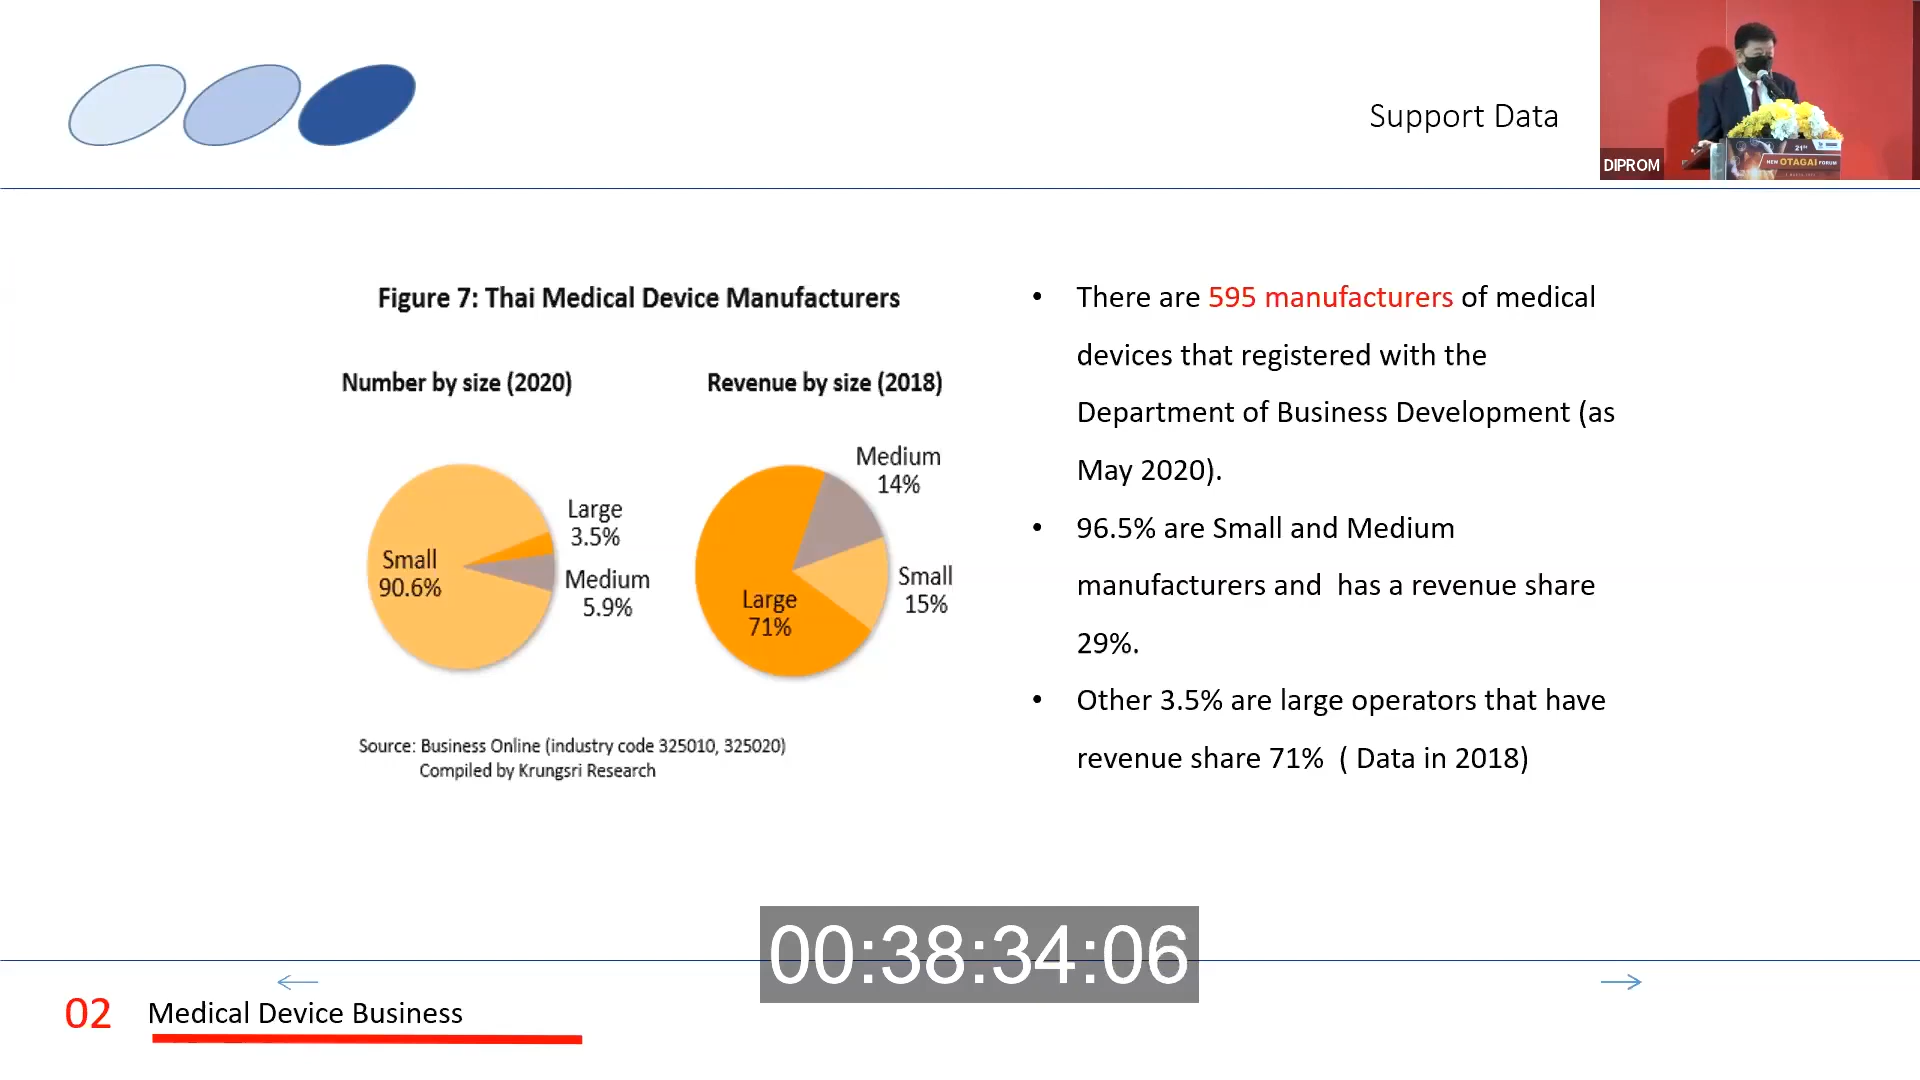 Support Data
DIPROM
21st
NEW OTAGAI FORUM
Figure 7: Thai Medical Device Manufacturers
Number by size (2020)
Revenue by size (2018)
Small
90.6%
Large
3.5%
Medium
5.9%
Medium
14%
Small
15%
Large
71%
Source: Business Online (industry code 325010, 325020)
Compiled by Krungsri Research
• There are 595 manufacturers of medical
devices that registered with the
Department of Business Development (as
May 2020).
• 96.5% are Small and Medium
manufacturers and  has a revenue share
29%.
• Other 3.5% are large operators that have
revenue share 71%  ( Data in 2018)
00:38:34:06
02 Medical Device Business